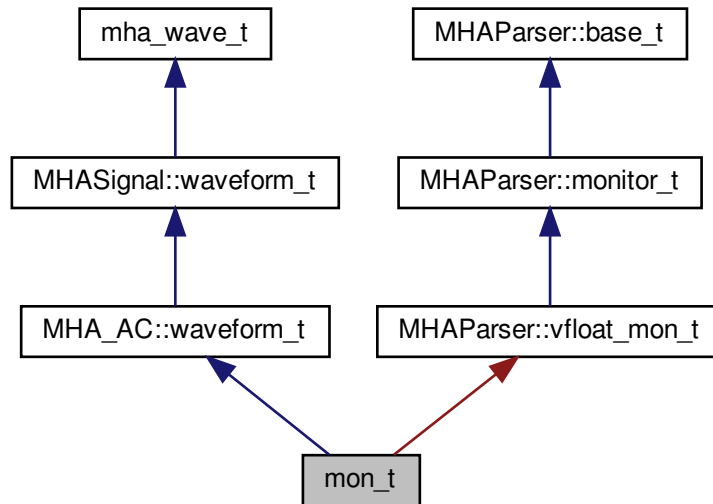 mha_wave_t
MHAParser::base_t
MHASignal::waveform_t
MHAParser::monitor_t
MHA_AC::waveform_t
MHAParser::vfloat_mon_t
mon_t